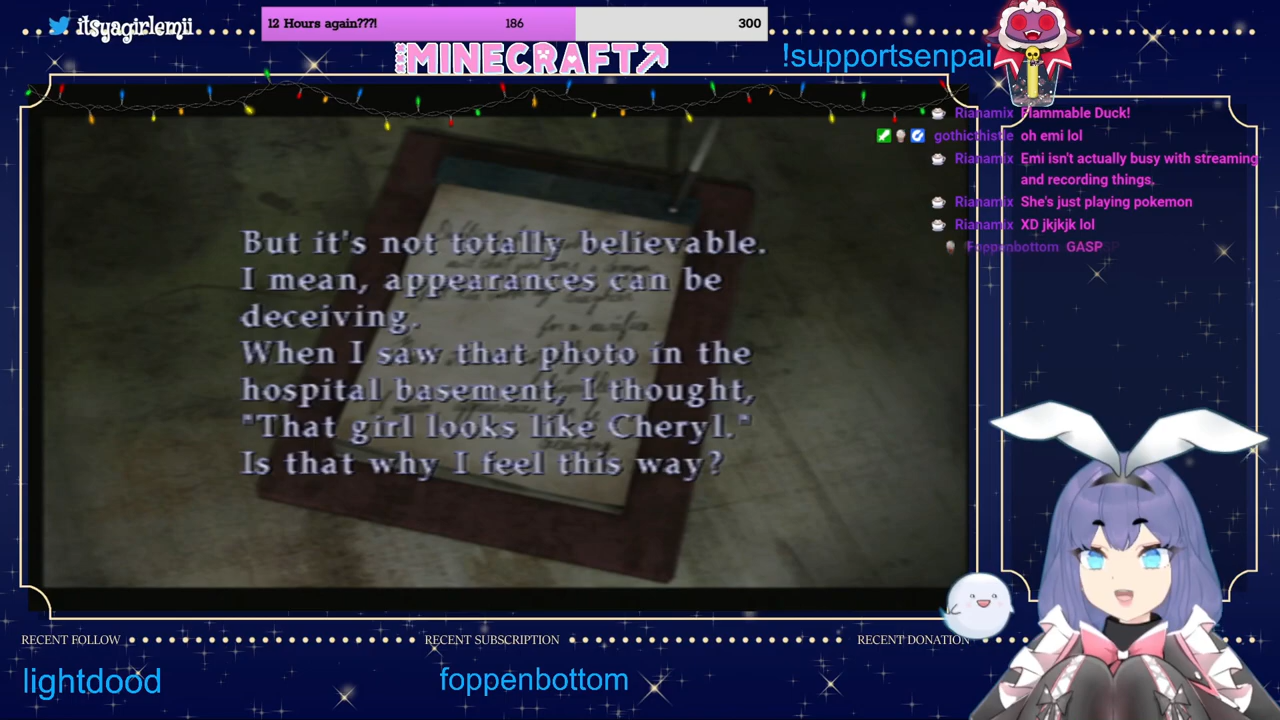 itsyagirlemii
12 Hours again???! 186 300
MINECRAFT
!supportsenpai
Rianamix Flammable Duck!
gothicthistle oh emi lol
Rianamix Emi isn't actually busy with streaming
and recording things,
Rianamix She's just playing pokemon
Rianamix XD jkjkjk lol
Foppenbottom GASP
But it's not totally believable.
I mean, appearances can be
deceiving.
When I saw that photo in the
hospital basement, I thought,
"That girl looks like Cheryl."
Is that why I feel this way?
RECENT FOLLOW
RECENT SUBSCRIPTION
RECENT DONATION
lightdood
foppenbottom